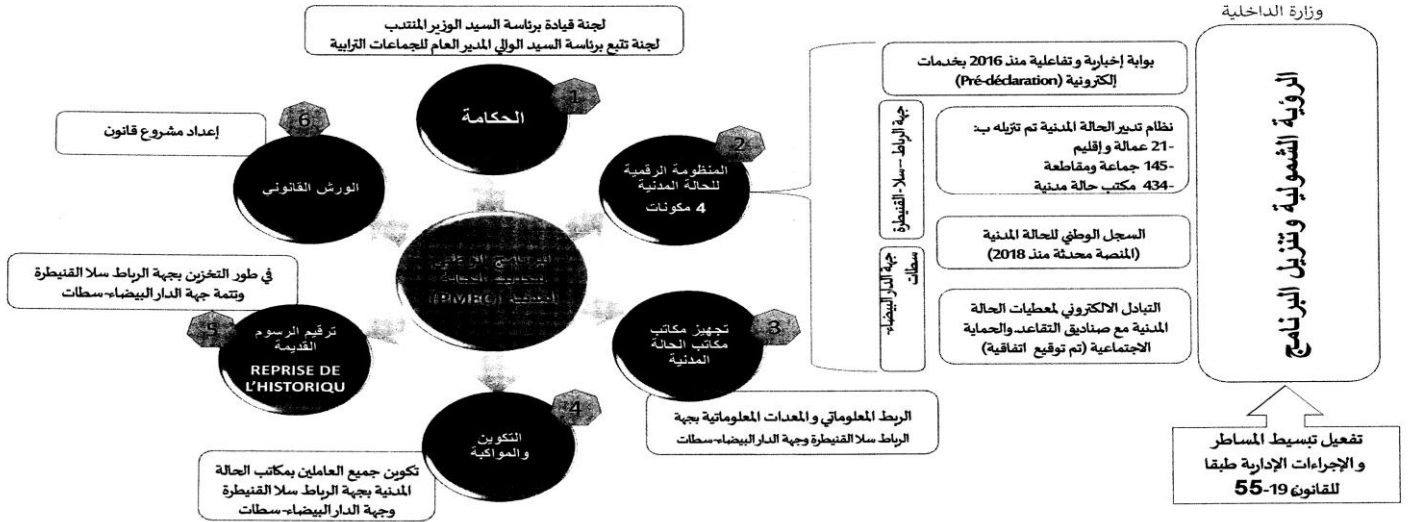 وزارة الداخلية
الرؤية الشمولية وتنزيل البرنامج
تفعيل تبسيط المساطر
و الإجراءات الإدارية طبقا
للقانون 19-55
لجنة قيادة برئاسة السيد الوزير المنتدب
لجنة تتبع برئاسة السيد الوالي المدير العام للجماعات الترابية
1
الحكامة
2
المنظومة الرقمية
للحالة المدنية
4 مكونات
بوابة إخبارية و تفاعلية منذ 2016 بخدمات
إلكترونية (Pré-déclaration)
جهة الرباط –سلا-القنيطرة
نظام تدبير الحالة المدنية تم تنزيله ب:
-21 عمالة و إقليم
-145 جماعة ومقاطعة
-434 مكتب حالة مدنية
السجل الوطني للحالة المدنية
(المنصة محدثة منذ 2018)
جهة الدار البيضاء-
سطات
التبادل الالكتروني لمعطيات الحالة
المدنية مع صناديق التقاعد.والحماية
الاجتماعية (تم توقيع اتفاقية)
3
تجهيز مكاتب
مكاتب الحالة
المدنية
الربط المعلوماتي و المعدات المعلوماتية بجهة
الرباط سلا القنيطرة وجهة الدار البيضاء-سطات
4
التكوين
والمواكبة
تكوين جميع العاملين بمكاتب الحالة
المدنية بجهة الرباط سلا القنيطرة
وجهة الدار البيضاء-سطات
5
ترقيم الرسوم
القديمة
REPRISE DE
L’HISTORIQU
في طور التخزين بجهة الرباط سلا القنيطرة
وتتمة جهة الدار البيضاء-سطات
6
الورش القانوني
إعداد مشروع قانون
البرنامج الوطني
لتحديث الحالة
المدنية (PMEC)